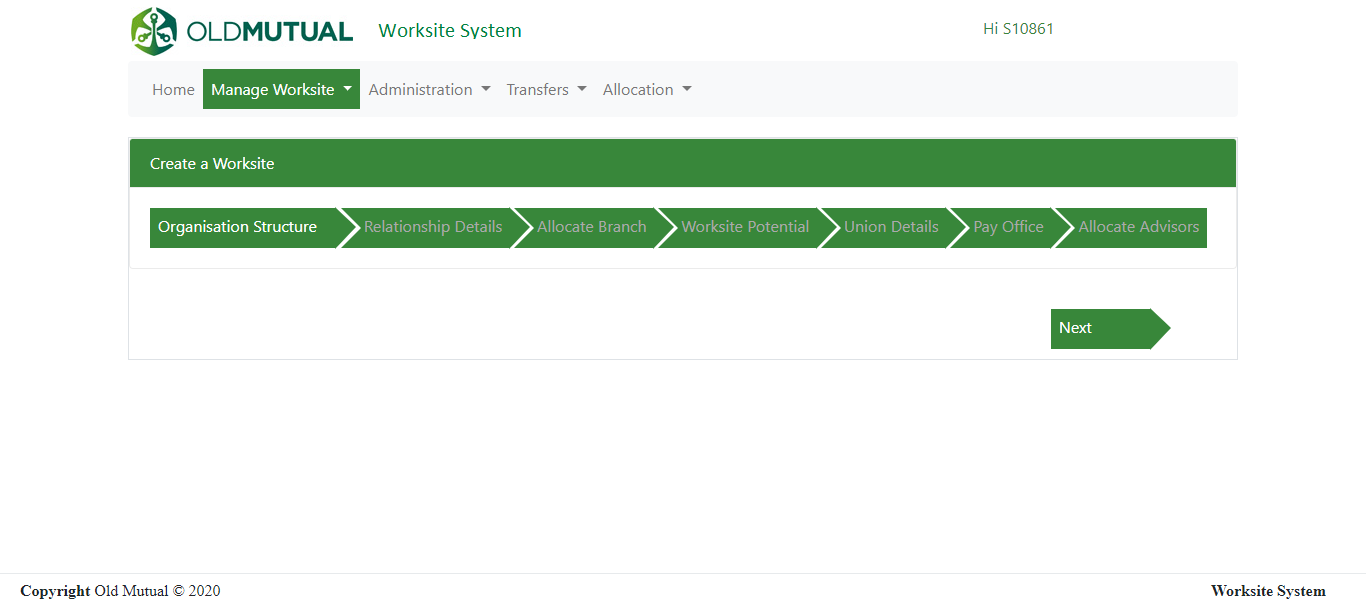 OLDMUTUAL Worksite System Hi S10861
Home Manage Worksite Administration Transfers Allocation
Create a Worksite
Organisation Structure Relationship Details Allocate Branch Worksite Potential Union Details Pay Office Allocate Advisors
Next
Copyright Old Mutual © 2020 Worksite System